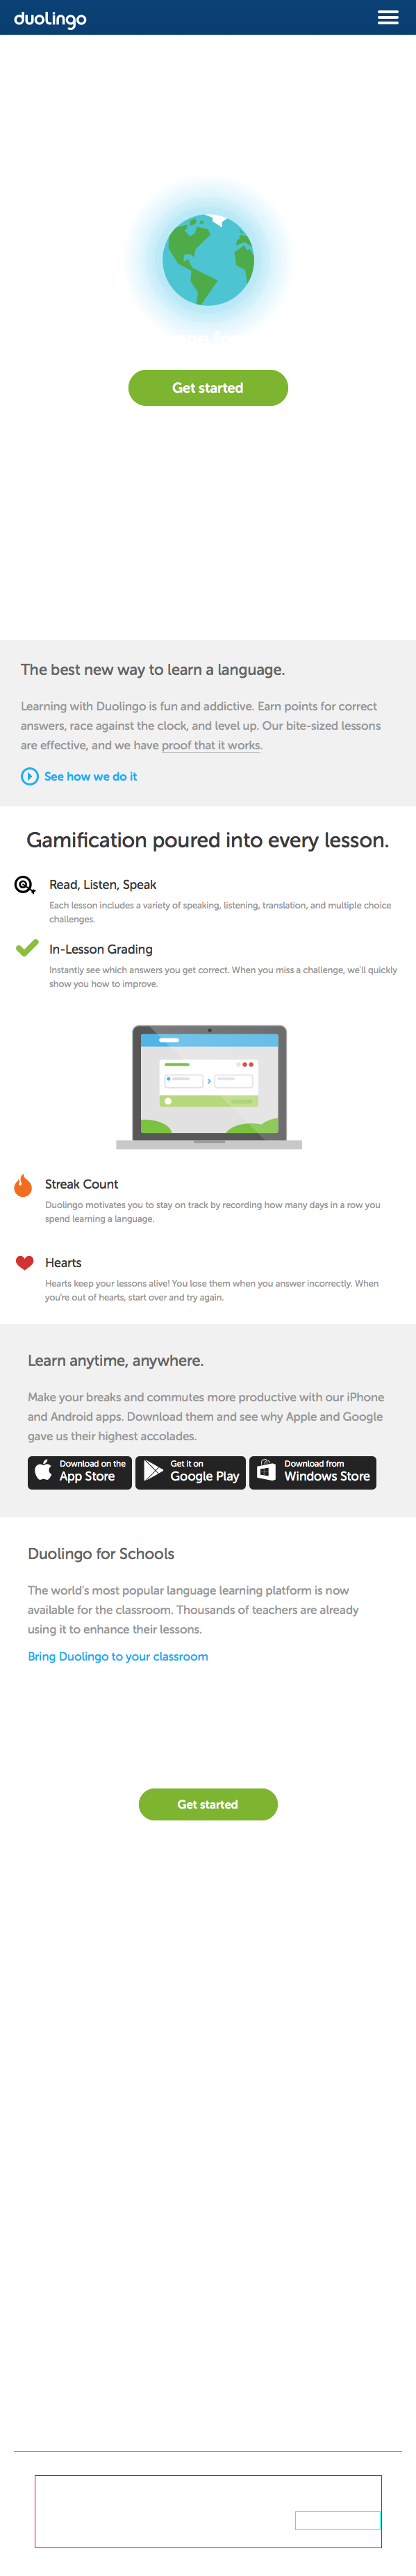 duolingo
Get started
The best new way to learn a language.
Learning with Duolingo is fun and addictive. Earn points for correct
answers, race against the clock, and level up. Our bite-sized lessons
are effective, and we have proof that it works.
See how we do it
Gamification poured into every lesson.
Read, Listen, Speak
Each lesson includes a variety of speaking, listening, translation, and multiple choice
challenges.
In-Lesson Grading
Instantly see which answers you get correct. When you miss a challenge, we'll quickly
show you how to improve.
Streak Count
Duolingo motivates you to stay on track by recording how many days in a row you
spend learning a language.
Hearts
Hearts keep your lessons alive! You lose them when you answer incorrectly. When
you're out of hearts, start over and try again.
Learn anytime, anywhere.
Make your breaks and commutes more productive with our iPhone
and Android apps. Download them and see why Apple and Google
gave us their highest accolades.
Download on the
App Store
Get it on
Google Play
Download from
Windows Store
Duolingo for Schools
The world's most popular language learning platform is now
available for the classroom. Thousands of teachers are already
using it to enhance their lessons.
Bring Duolingo to your classroom
Get started